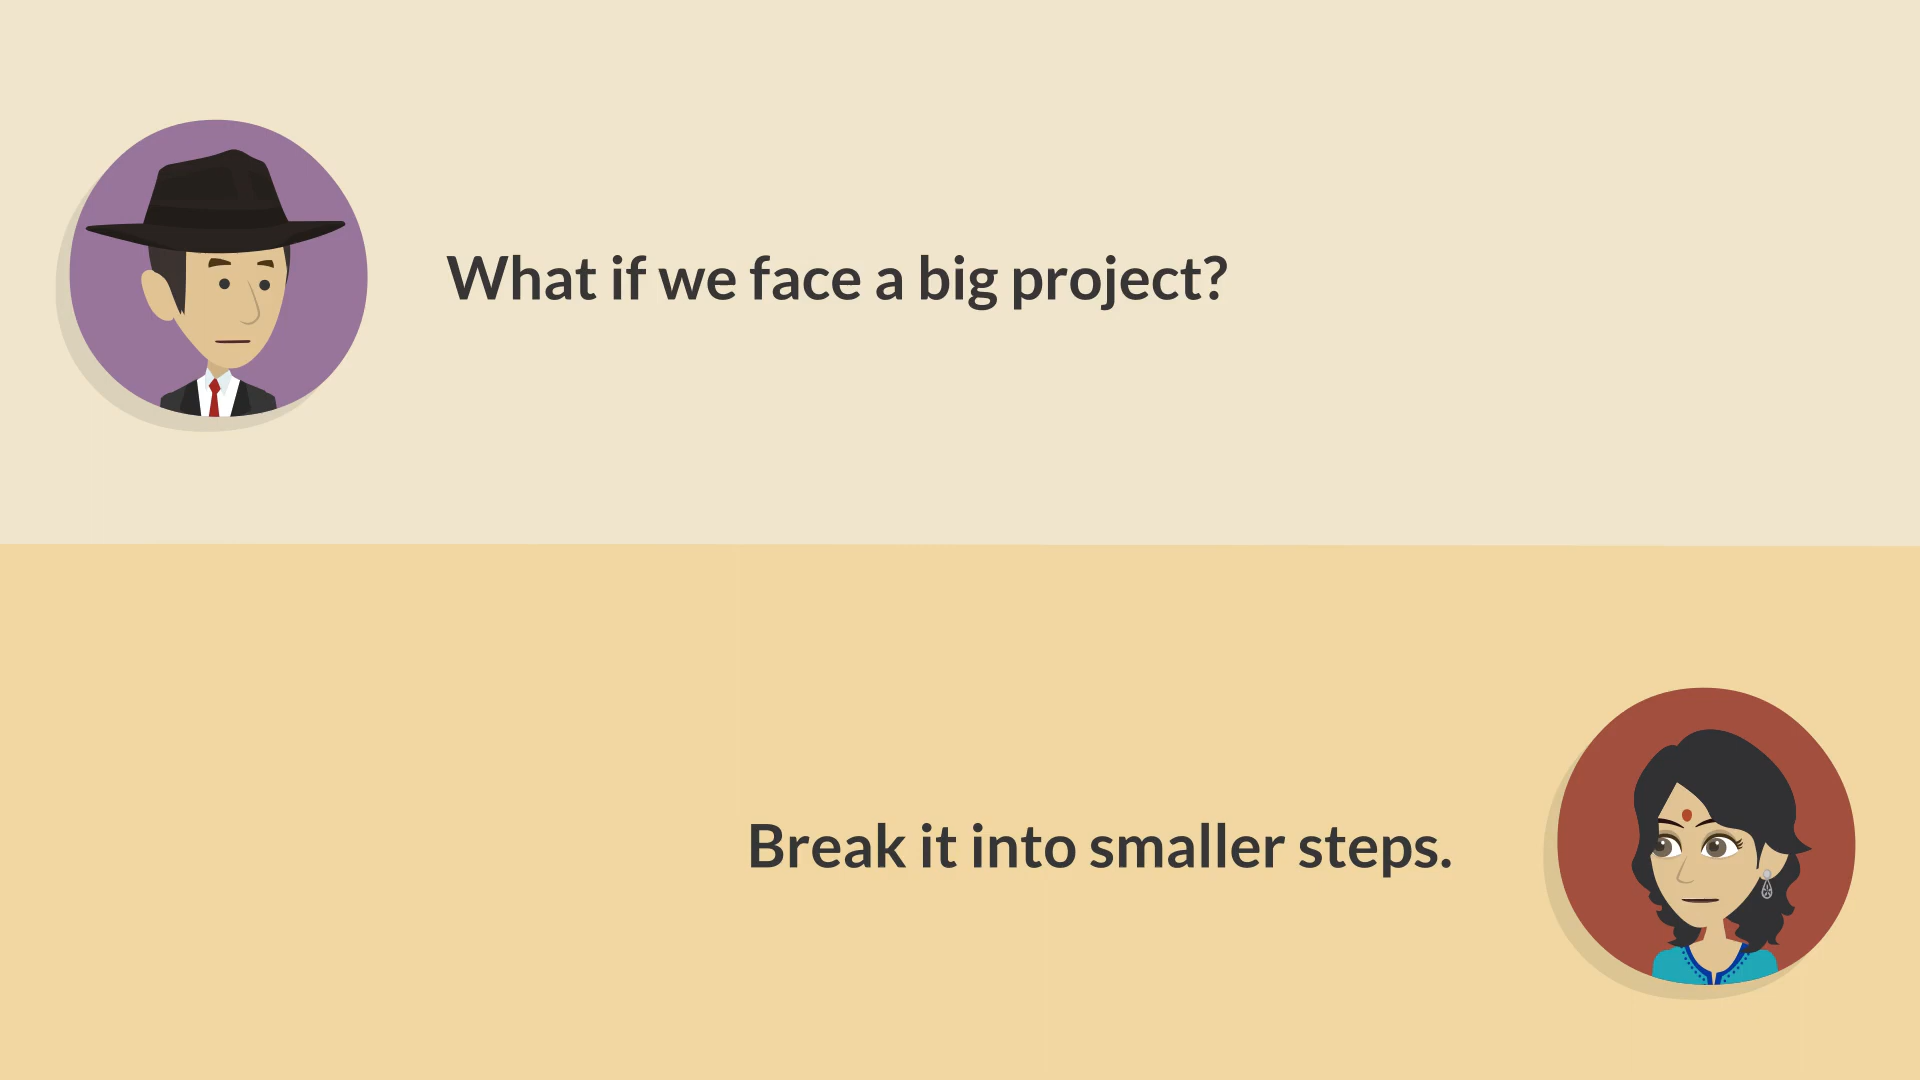 What if we face a big project?
Break it into smaller steps.